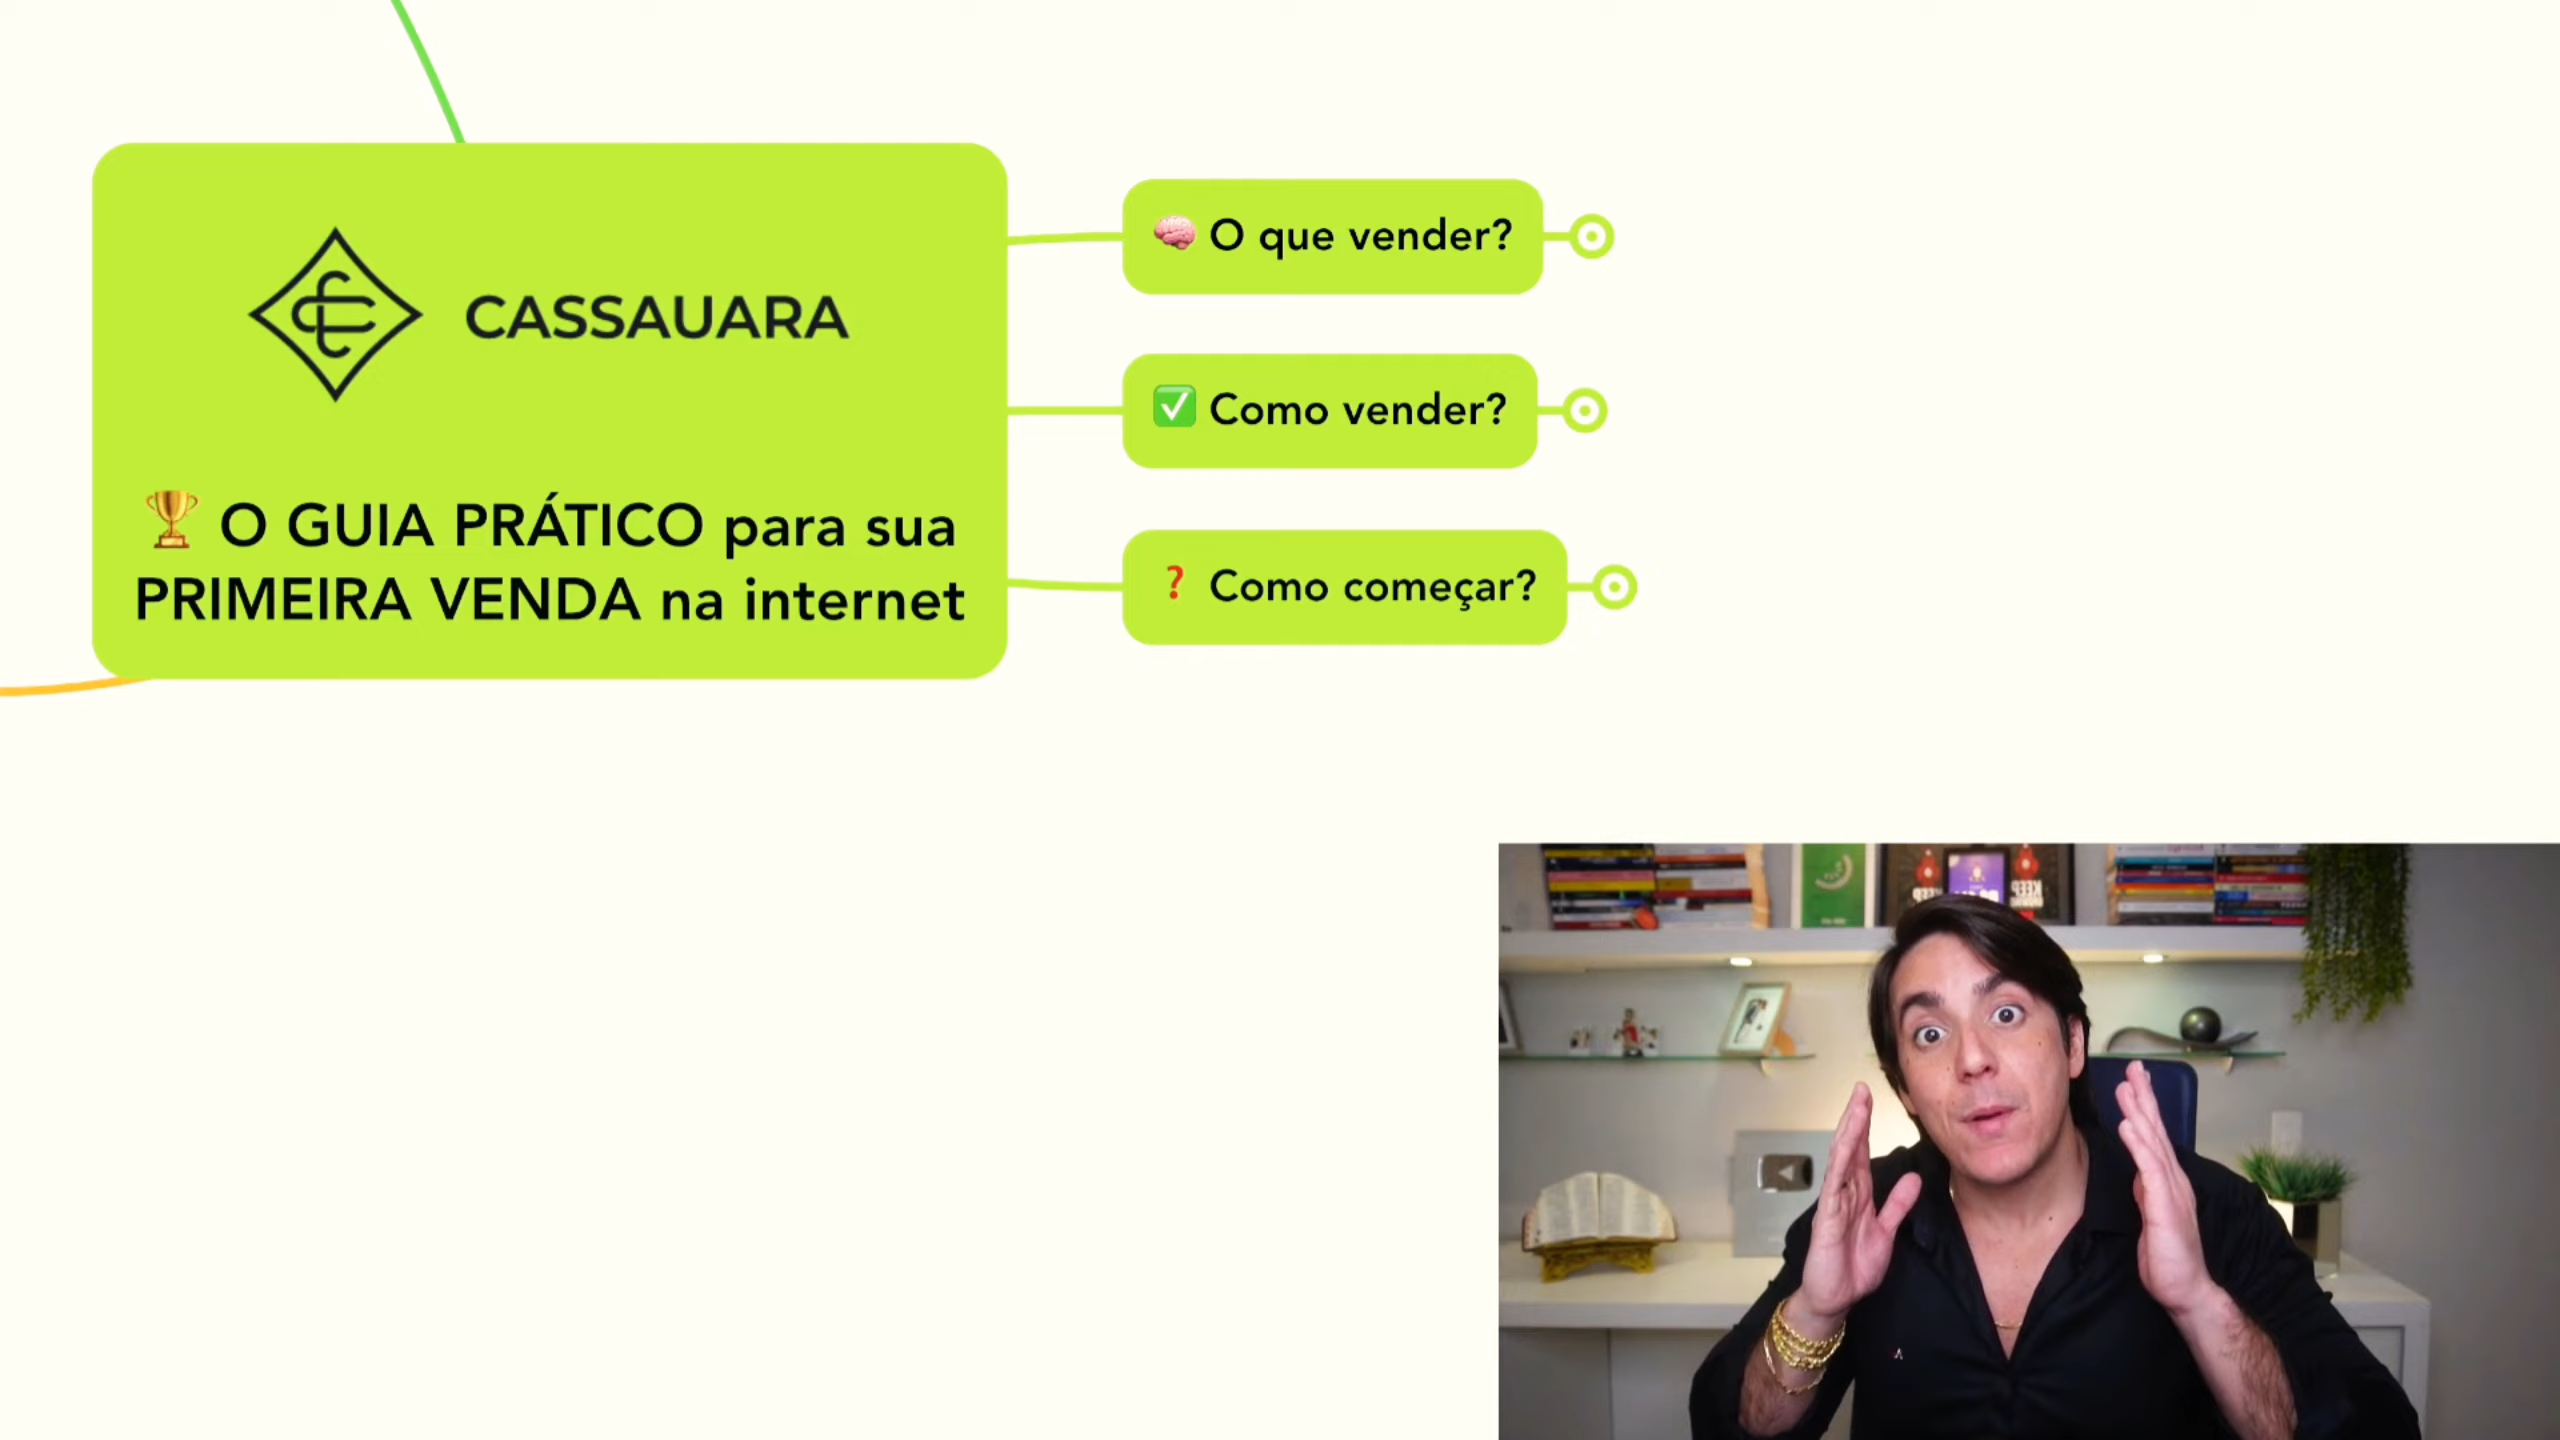 CASSAUARA
🏆 O GUIA PRÁTICO para sua
PRIMEIRA VENDA na internet
🧠 O que vender?
✅ Como vender?
❓ Como começar?